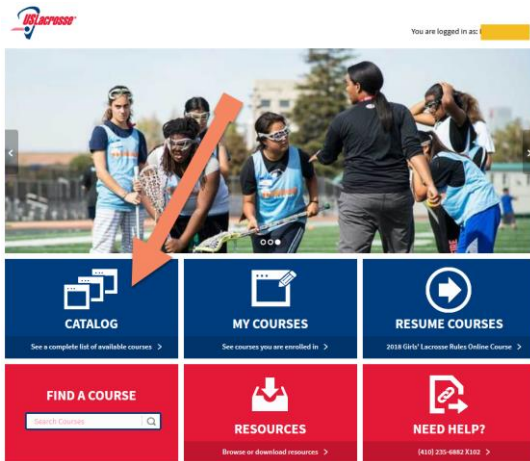 USLacrosse
You are logged in as:
CATALOG
See a complete list of available courses >
MY COURSES
See courses you are enrolled in >
RESUME COURSES
2018 Girls' Lacrosse Rules Online Course >
FIND A COURSE
Search Courses
RESOURCES
Browse or download resources >
NEED HELP?
(410) 235-6882 X102 >